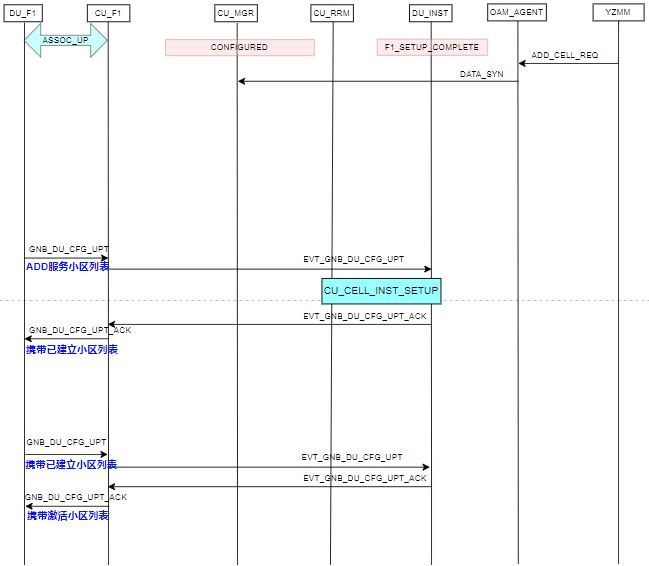 DU_F1
CU_F1
CU_MGR
CU_RRM
DU_INST
OAM_AGENT
YZMM
ASSOC_UP
CONFIGURED
F1_SETUP_COMPLETE
ADD_CELL_REQ
DATA_SYN
GNB_DU_CFG_UPT
ADD服务小区列表
EVT_GNB_DU_CFG_UPT
CU_CELL_INST_SETUP
EVT_GNB_DU_CFG_UPT_ACK
GNB_DU_CFG_UPT_ACK
携带已建立小区列表
GNB_DU_CFG_UPT
携带已建立小区列表
EVT_GNB_DU_CFG_UPT
EVT_GNB_DU_CFG_UPT_ACK
GNB_DU_CFG_UPT_ACK
携带激活小区列表